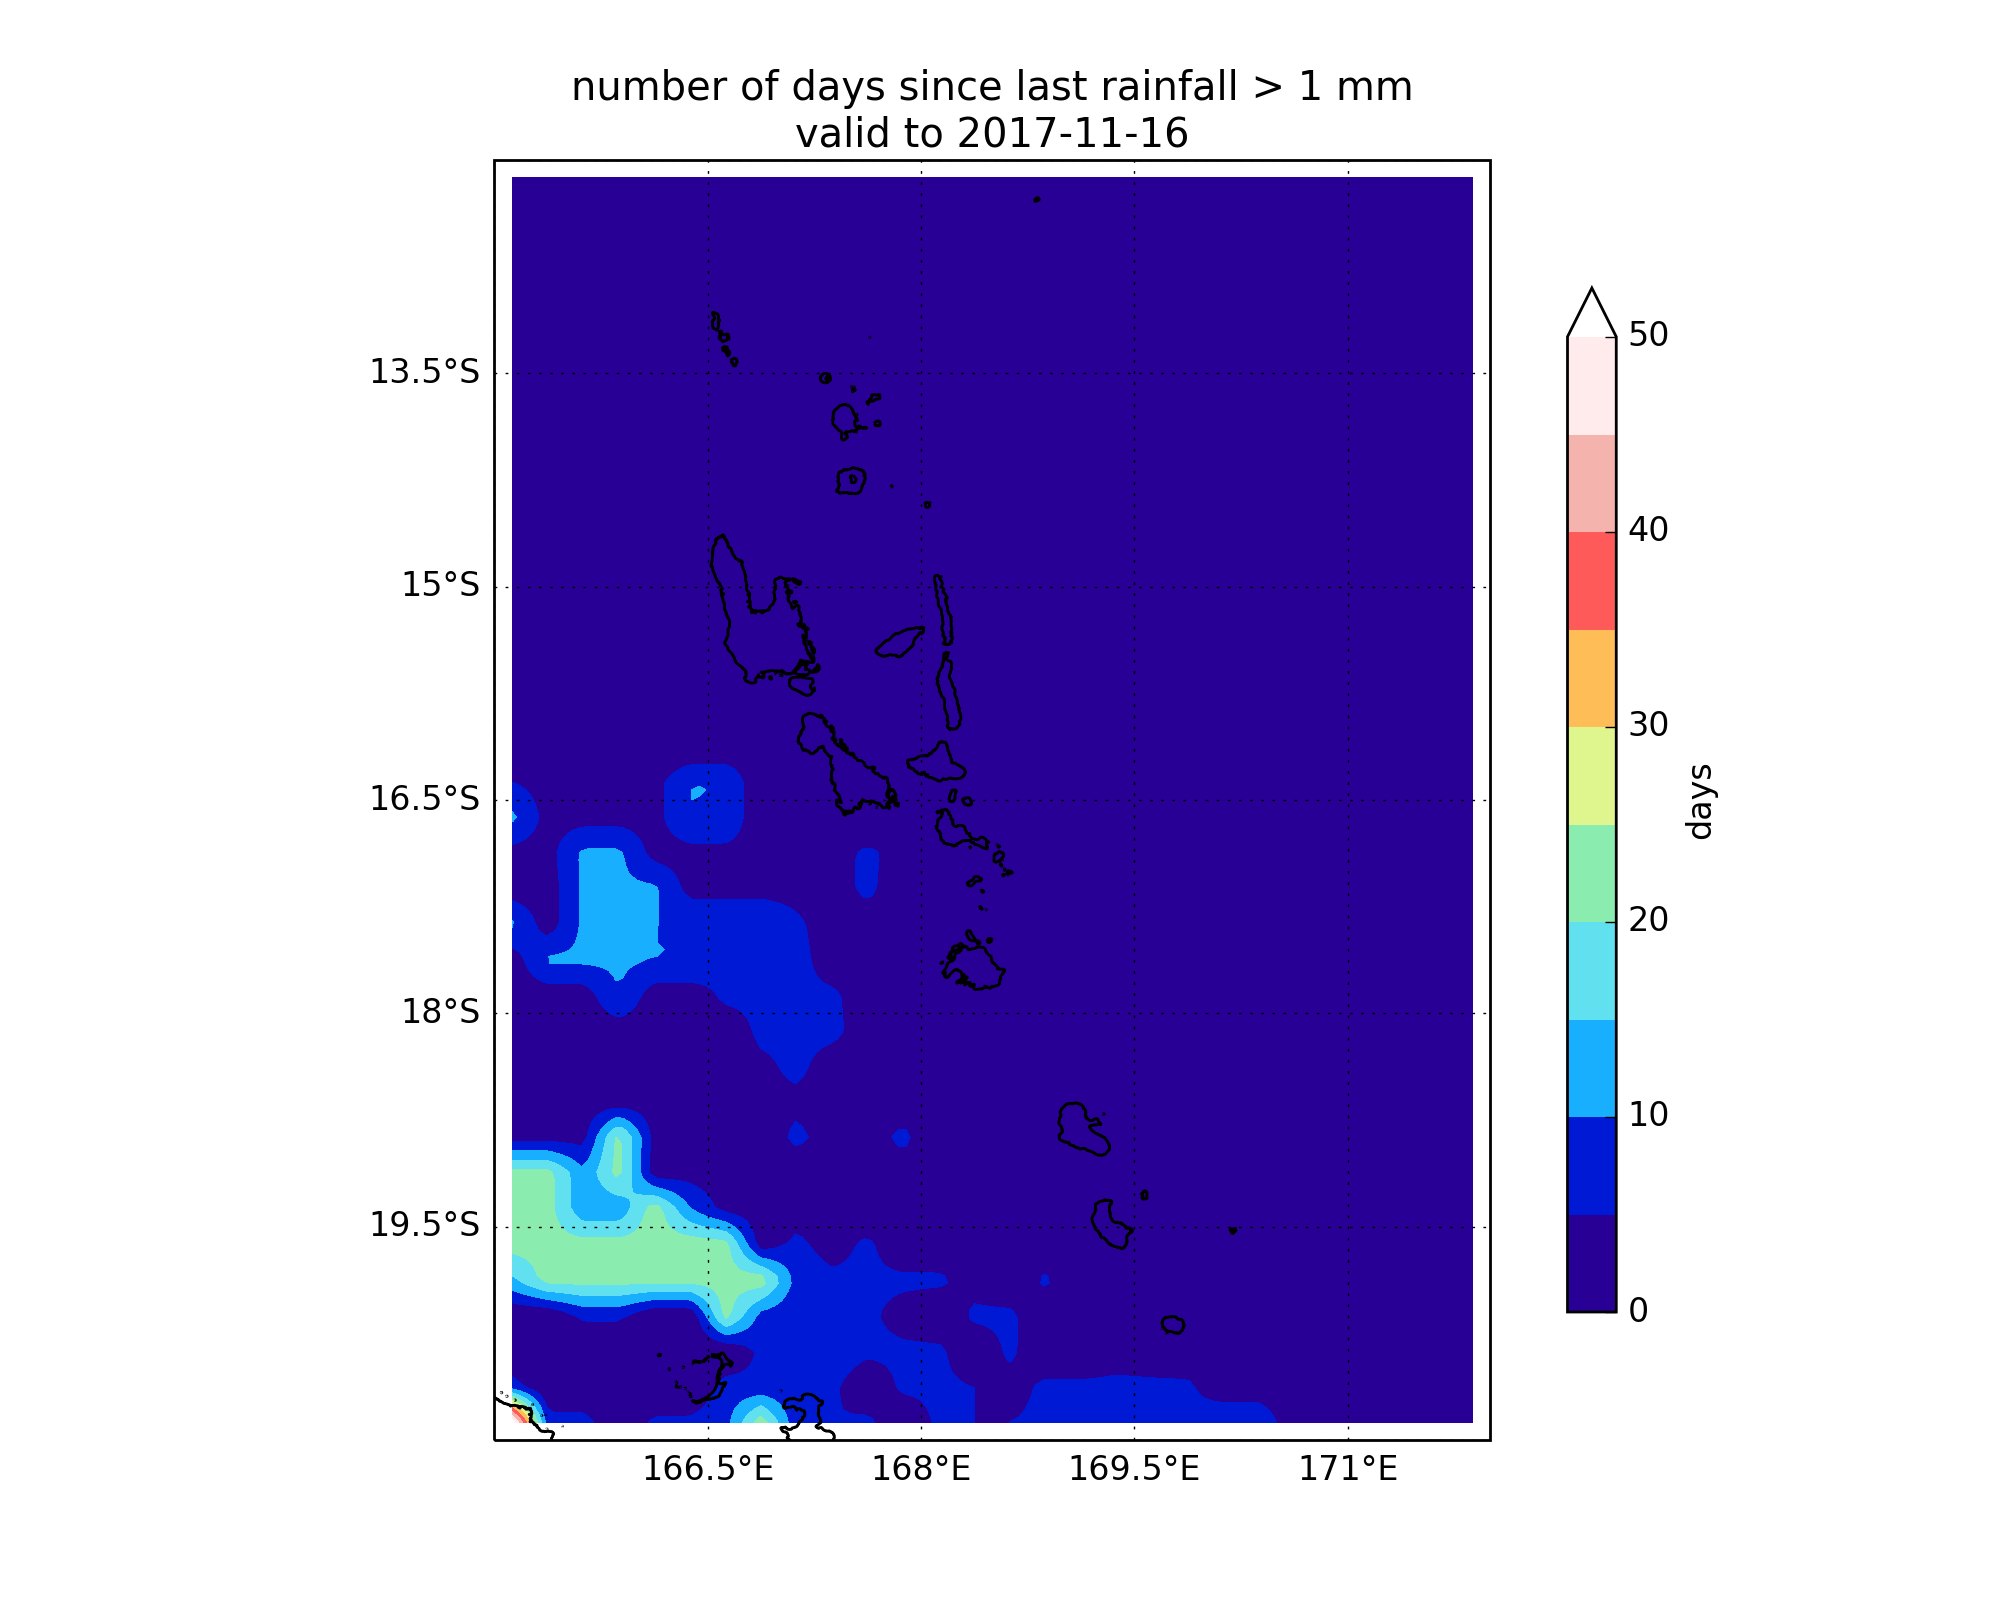 number of days since last rainfall > 1 mm
valid to 2017-11-16
13.5°S
15°S
16.5°S
18°S
19.5°S
166.5°E
168°E
169.5°E
171°E
50
40
30
20
10
0
days